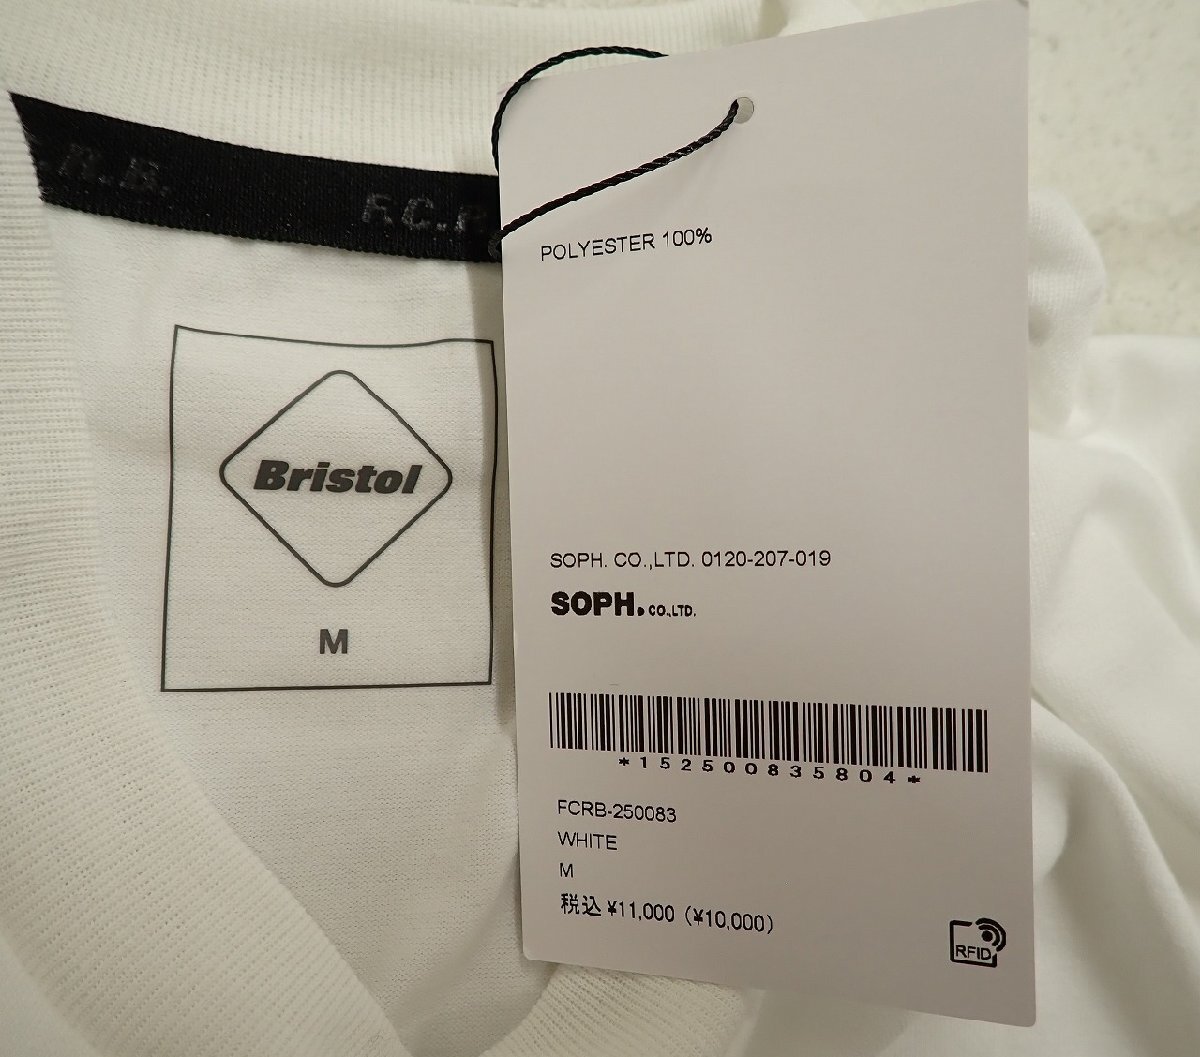 .R.B.
F.C.R
Bristol
M
POLYESTER 100%
SOPH. CO.,LTD. 0120-207-019
SOPH. CO.,LTD.
*152500835804*
FCRB-250083
WHITE
M
税込 ¥11,000 (¥10,000)
RFID